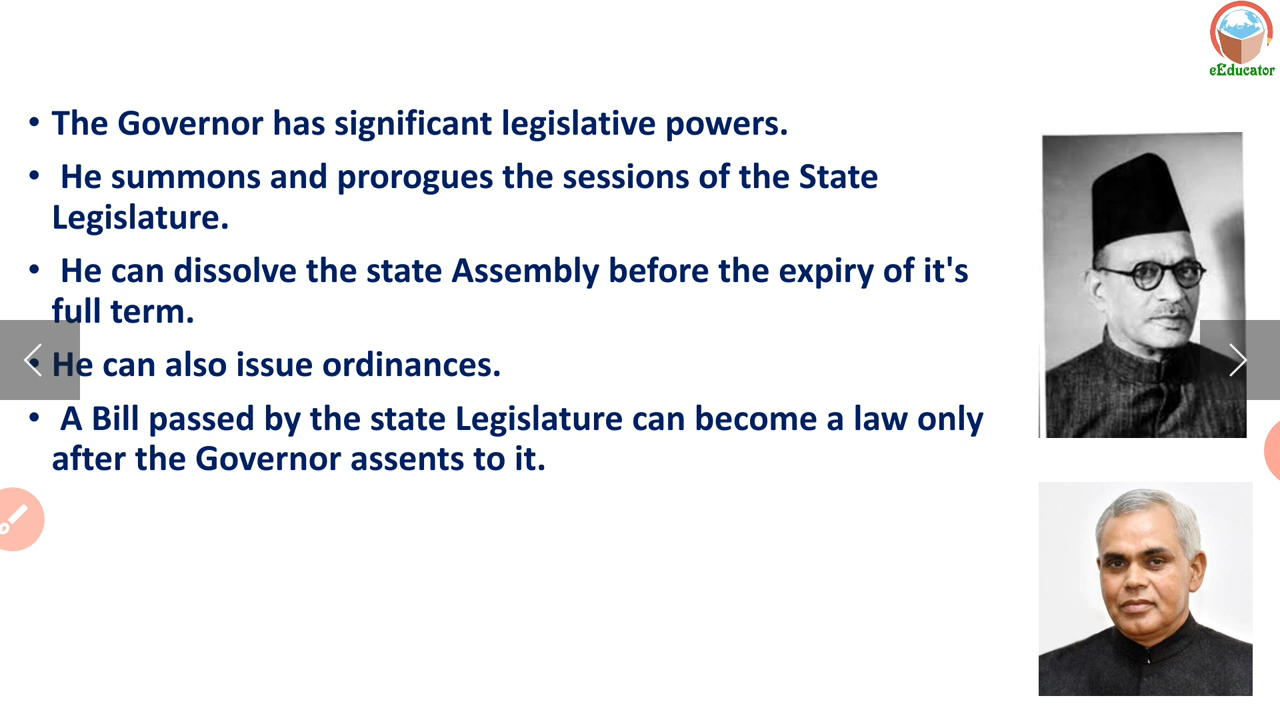 eEducator
• The Governor has significant legislative powers.
• He summons and prorogues the sessions of the State
Legislature.
• He can dissolve the state Assembly before the expiry of it's
full term.
• He can also issue ordinances.
• A Bill passed by the state Legislature can become a law only
after the Governor assents to it.